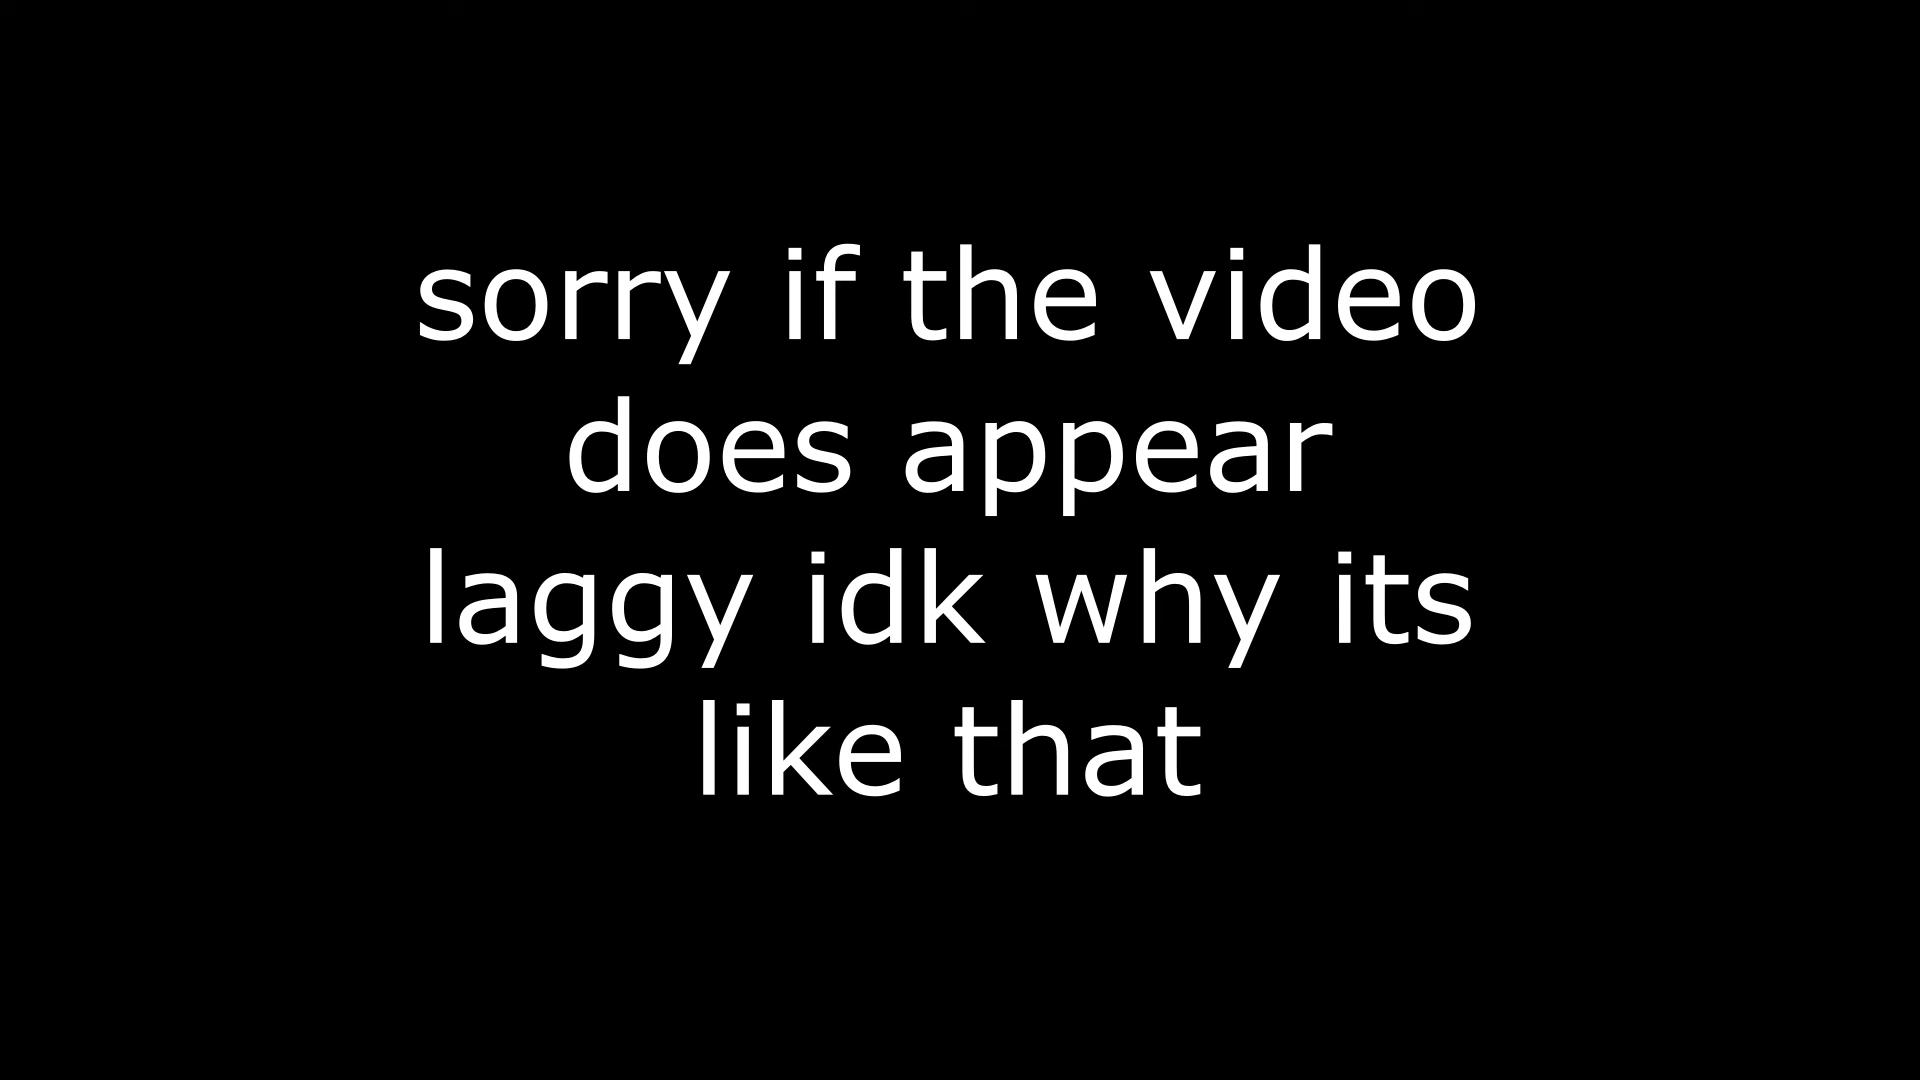 sorry if the video
does appear
laggy idk why its
like that